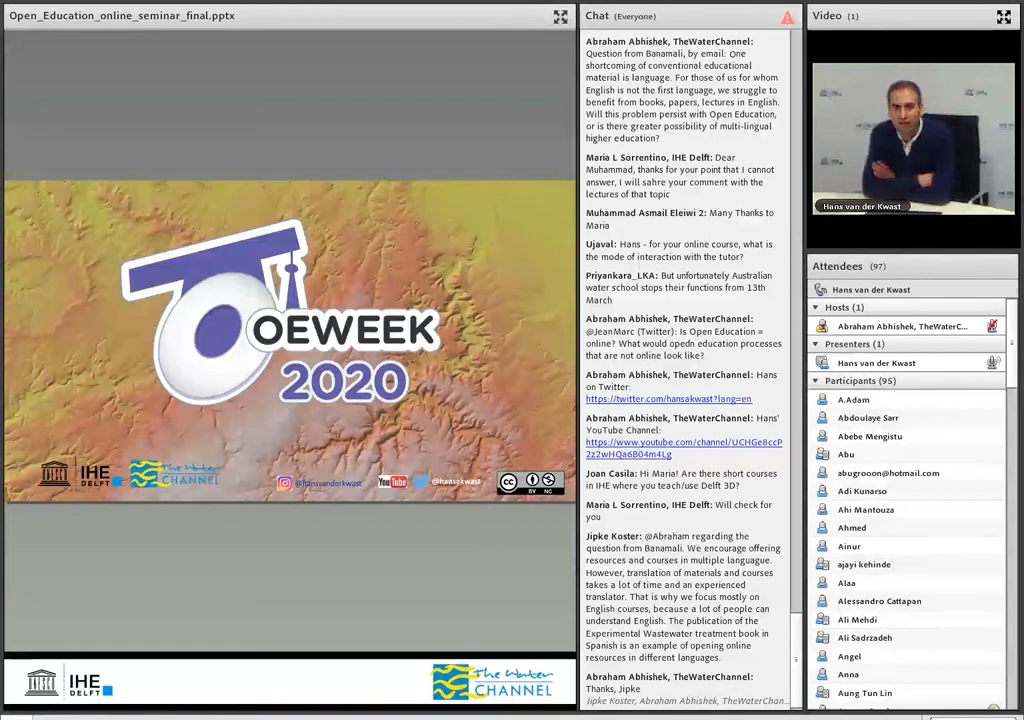 Open_Education_online_seminar_final.pptx
OEWEEK
2020
IHE
DELFT
The Water
CHANNEL
@hansvanderkwast
YouTube
@hansakwast
CC
BY NC
IHE
DELFT
The Water
CHANNEL
Chat (Everyone)
Abraham Abhishek, TheWaterChannel:
Question from Banamali, by email: One
shortcoming of conventional educational
material is language. For those of us for whom
English is not the first language, we struggle to
benefit from books, papers, lectures in English.
Will this problem persist with Open Education,
or is there greater possibility of multi-lingual
higher education?
Maria L Sorrentino, IHE Delft: Dear
Muhammad, thanks for your point that I cannot
answer, I will sahre your comment with the
lectures of that topic
Muhammad Asmail Eleiwi 2: Many Thanks to
Maria
Ujaval: Hans - for your online course, what is
the mode of interaction with the tutor?
Priyankara_LKA: But unfortunately Australian
water school stops their functions from 13th
March
Abraham Abhishek, TheWaterChannel:
@JeanMarc (Twitter): Is Open Education =
online? What would opedn education processes
that are not online look like?
Abraham Abhishek, TheWaterChannel: Hans
on Twitter:
https://twitter.com/hansakwast?lang=en
Abraham Abhishek, TheWaterChannel: Hans'
YouTube Channel:
https://www.youtube.com/channel/UCHGe8ccP
2z2wHQa6B04m4Lg
Joan Casila: Hi Maria! Are there short courses
in IHE where you teach/use Delft 3D?
Maria L Sorrentino, IHE Delft: Will check for
you
Jipke Koster: @Abraham regarding the
question from Banamali. We encourage offering
resources and courses in multiple languague.
However, translation of materials and courses
takes a lot of time and an experienced
translator. That is why we focus mostly on
English courses, because a lot of people can
understand English. The publication of the
Experimental Wastewater treatment book in
Spanish is an example of opening online
resources in different languages.
Abraham Abhishek, TheWaterChannel:
Thanks, Jipke
Jipke Koster, Abraham Abhishek, TheWaterChan...
Video (1)
Hans van der Kwast
Attendees (97)
Hans van der Kwast
Hosts (1)
Abraham Abhishek, TheWaterC...
Presenters (1)
Hans van der Kwast
Participants (95)
A.Adam
Abdoulaye Sarr
Abebe Mengistu
Abu
abugrooon@hotmail.com
Adi Kunarso
Ahi Mantouza
Ahmed
Ainur
ajayi kehinde
Alaa
Alessandro Cattapan
Ali Mehdi
Ali Sadrzadeh
Angel
Anna
Aung Tun Lin